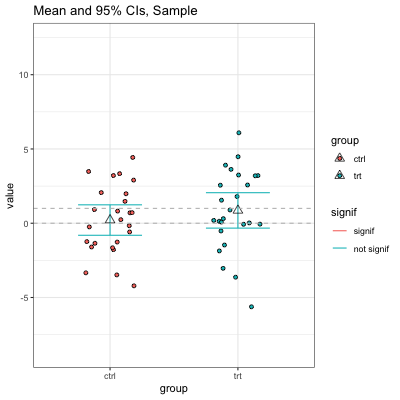 Mean and 95% CIs, Sample
10
5
0
-5
value
ctrl
trt
group
group
ctrl
trt
signif
signif
not signif